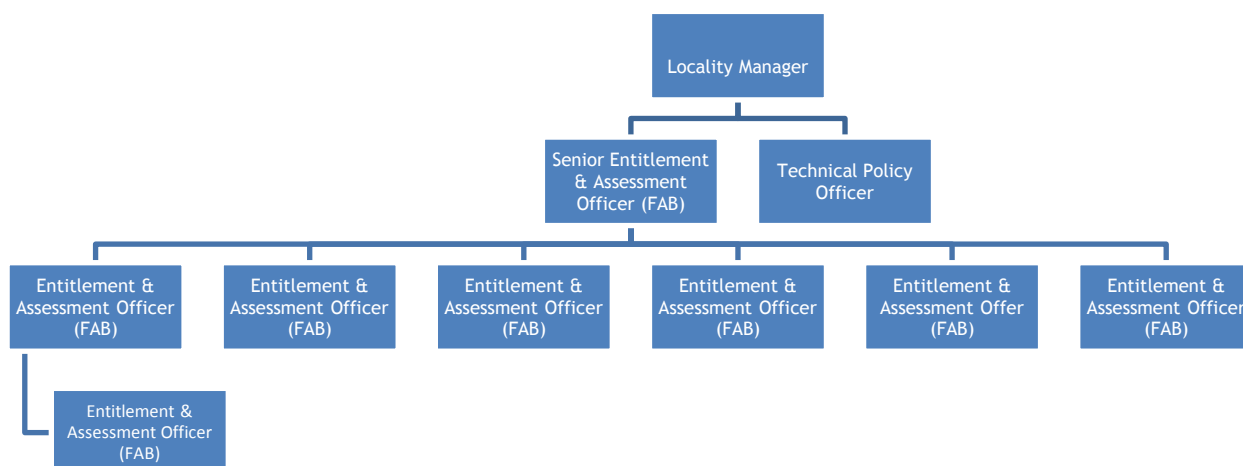 Locality Manager
Senior Entitlement
& Assessment
Officer (FAB)
Technical Policy
Officer
Entitlement &
Assessment Officer
(FAB)
Entitlement &
Assessment Officer
(FAB)
Entitlement &
Assessment Officer
(FAB)
Entitlement &
Assessment Officer
(FAB)
Entitlement &
Assessment Offer
(FAB)
Entitlement &
Assessment Officer
(FAB)
Entitlement &
Assessment Officer
(FAB)